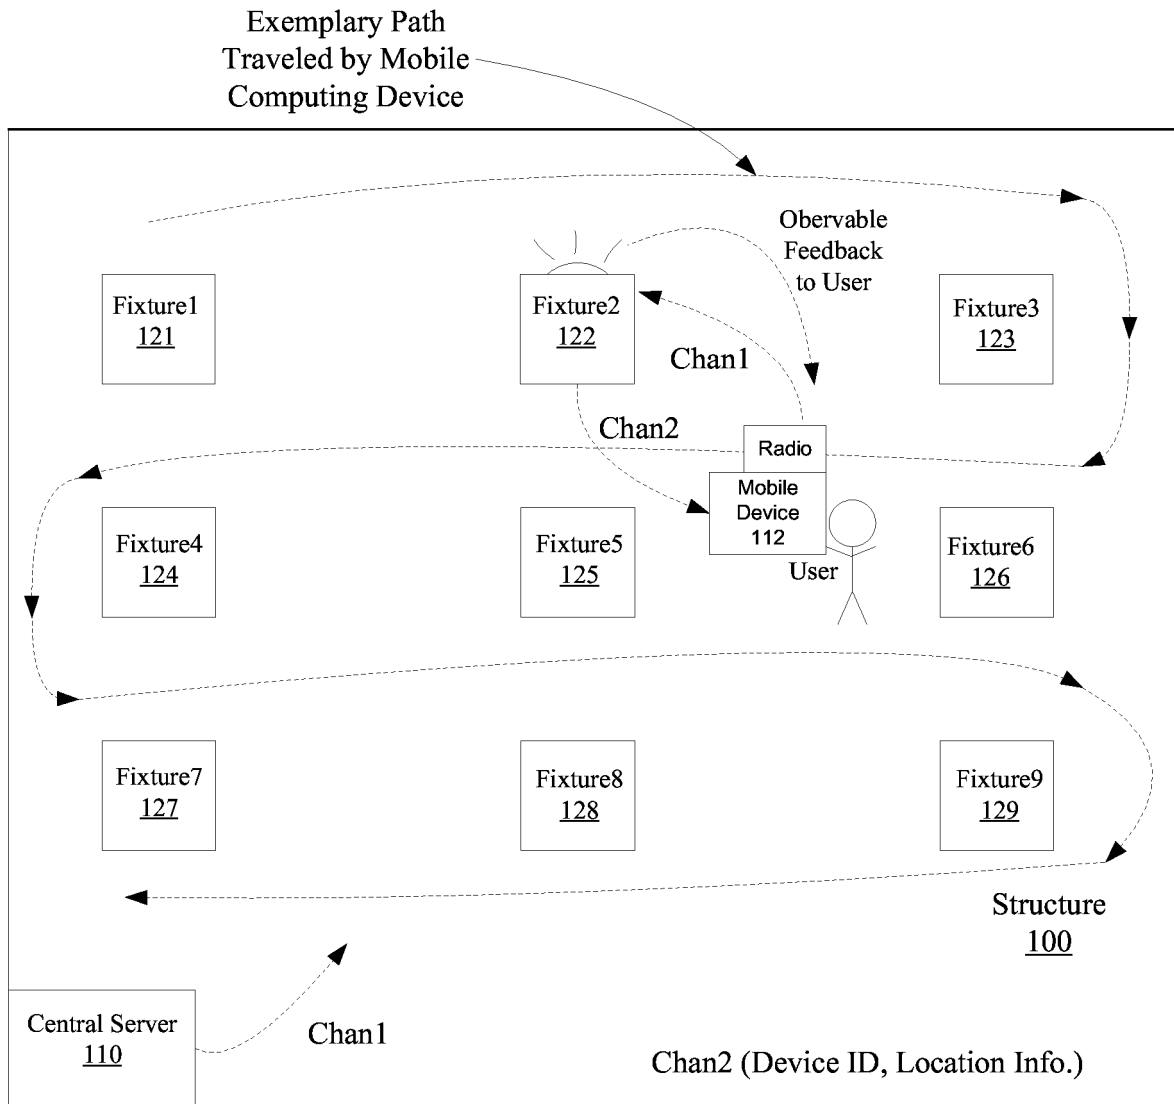 Exemplary Path
Traveled by Mobile
Computing Device
Obervable
Feedback
to User
Fixture1
121
Fixture2
122
Fixture3
123
Chan1
Chan2
Radio
Mobile
Device
112
User
Fixture4
124
Fixture5
125
Fixture6
126
Fixture7
127
Fixture8
128
Fixture9
129
Structure
100
Central Server
110
Chan1
Chan2 (Device ID, Location Info.)